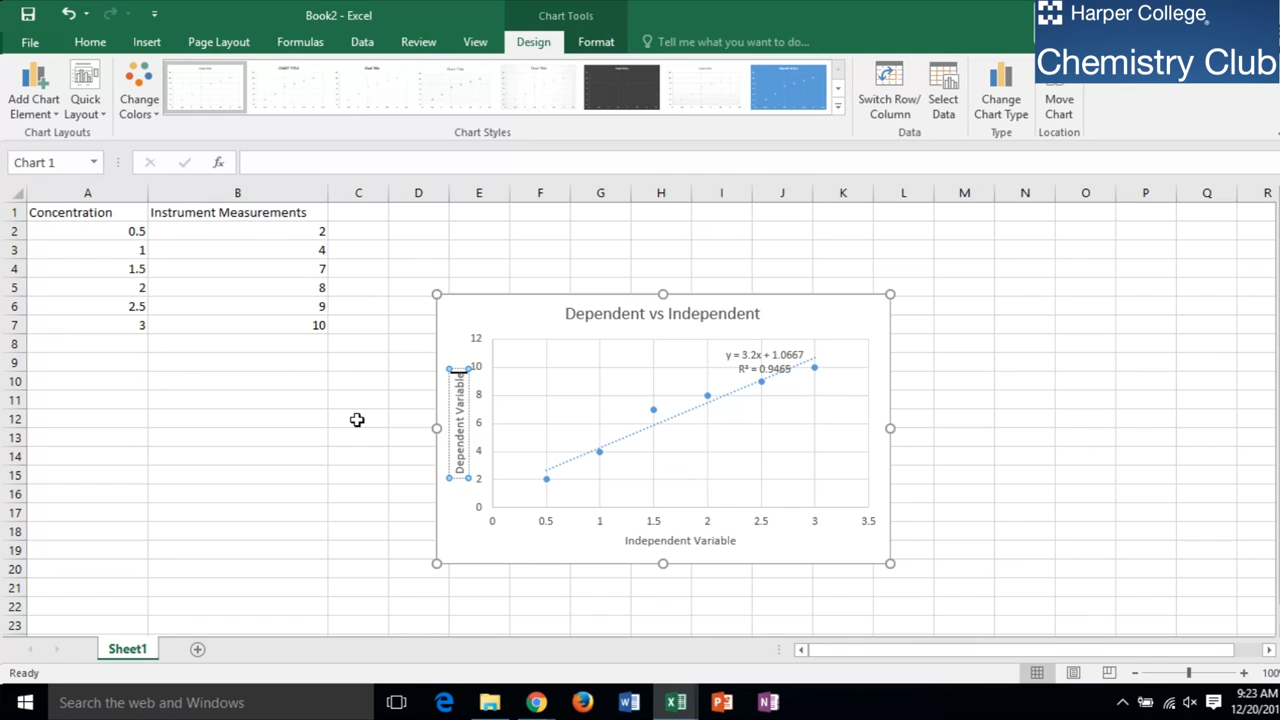 Book2 - Excel
Chart Tools
Harper College
Chemistry Club
File Home Insert Page Layout Formulas Data Review View Design Format Tell me what you want to do...
Add Chart Element
Quick Layout
Change Colors
Switch Row/Column
Select Data
Change Chart Type
Move Chart
Chart Layouts
Chart Styles
Data
Type
Location
Chart 1
fx
A B C D E F G H I J K L M N O P Q R
1 Concentration Instrument Measurements
2 0.5 2
3 1 4
4 1.5 7
5 2 8
6 2.5 9
7 3 10
8
9
10
11
12
13
14
15
16
17
18
19
20
21
22
23
Dependent vs Independent
y = 3.2x + 1.0667
R² = 0.9465
12
10
8
6
4
2
0
Dependent Variable
0 0.5 1 1.5 2 2.5 3 3.5
Independent Variable
Sheet1
Ready
100
Search the web and Windows
9:23 AM
12/20/201